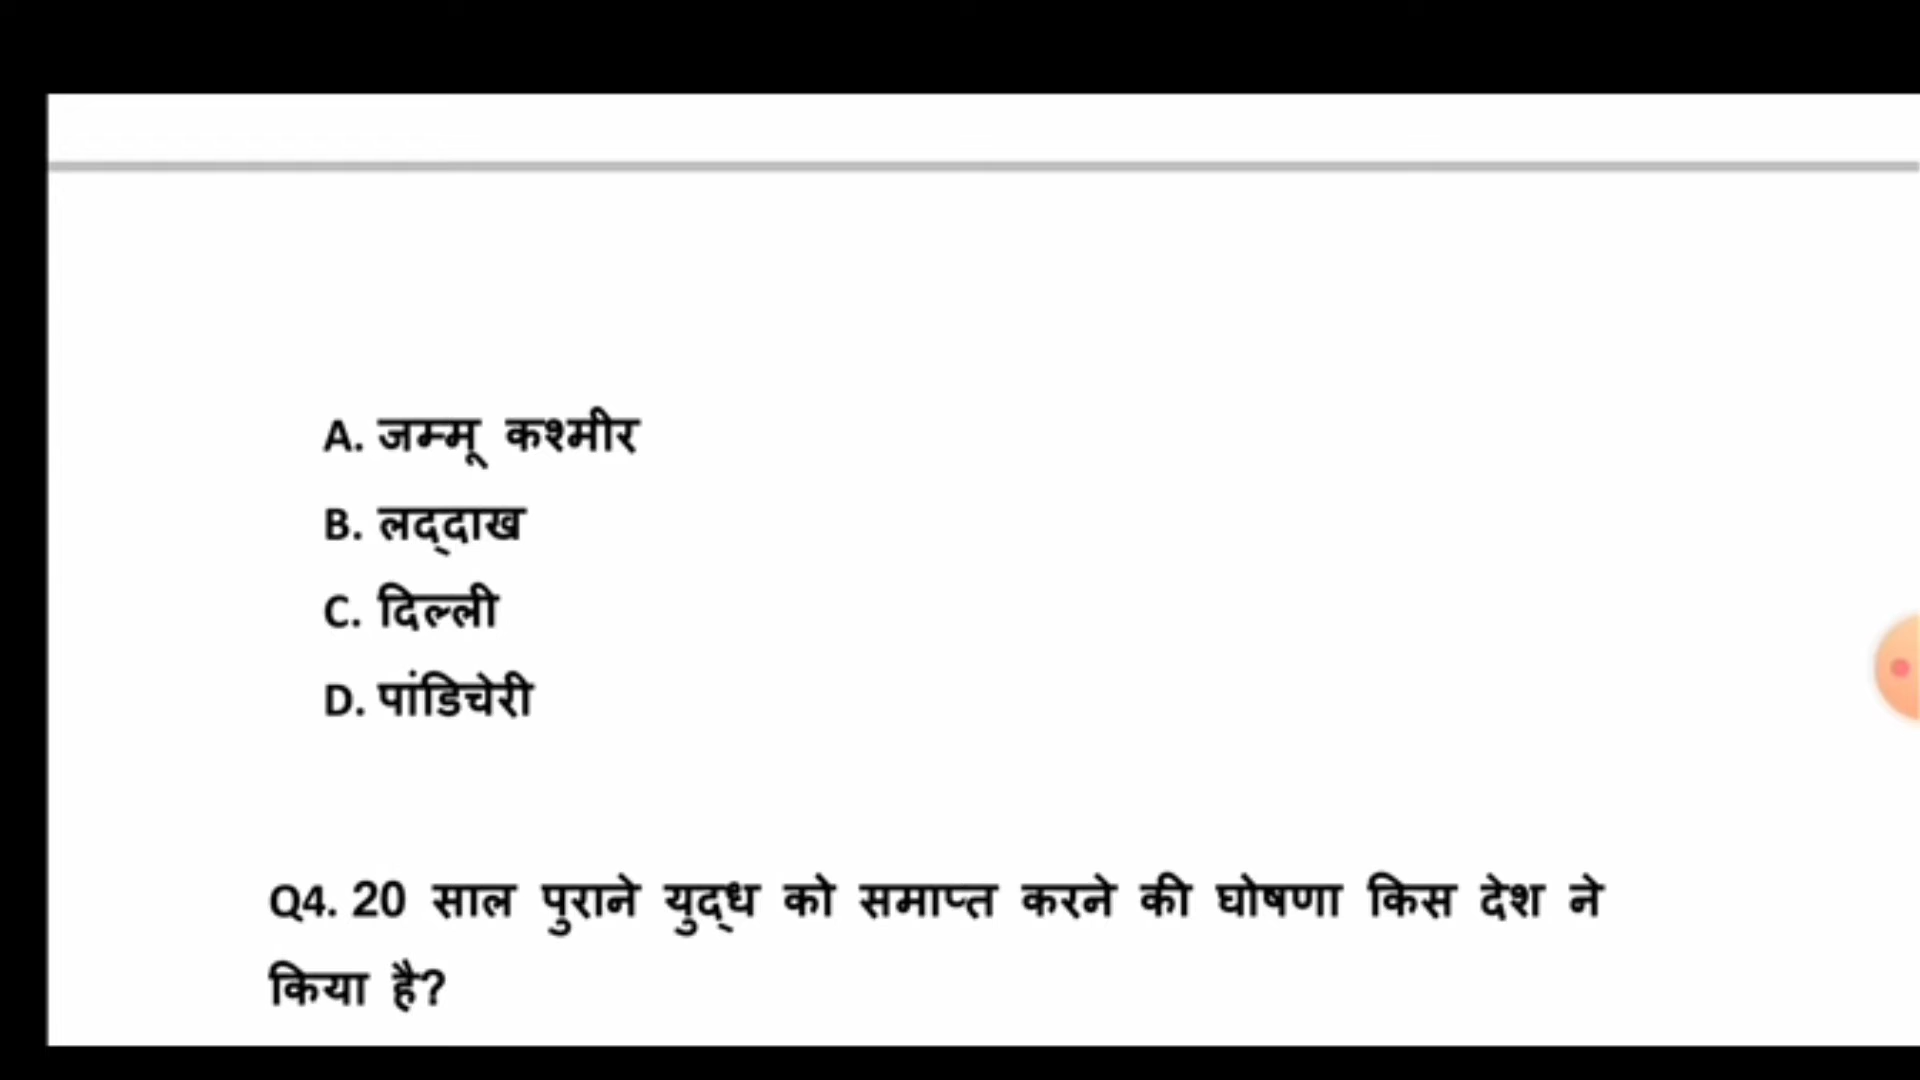 A. जम्मू कश्मीर
B. लद्दाख
C. दिल्ली
D. पांडिचेरी
Q4. 20 साल पुराने युद्ध को समाप्त करने की घोषणा किस देश ने
किया है?